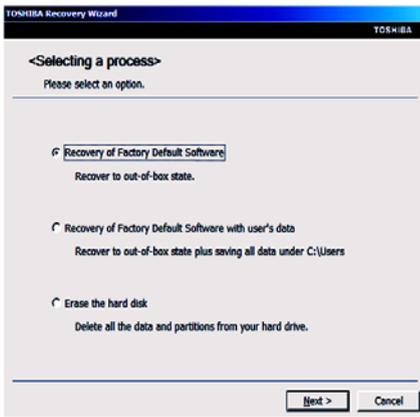 TOSHIBA Recovery Wizard
TOSHIBA
<Selecting a process>
Please select an option.
Recovery of Factory Default Software
Recover to out-of-box state.
Recovery of Factory Default Software with user's data
Recover to out-of-box state plus saving all data under C:\Users
Erase the hard disk
Delete all the data and partitions from your hard drive.
Next > Cancel